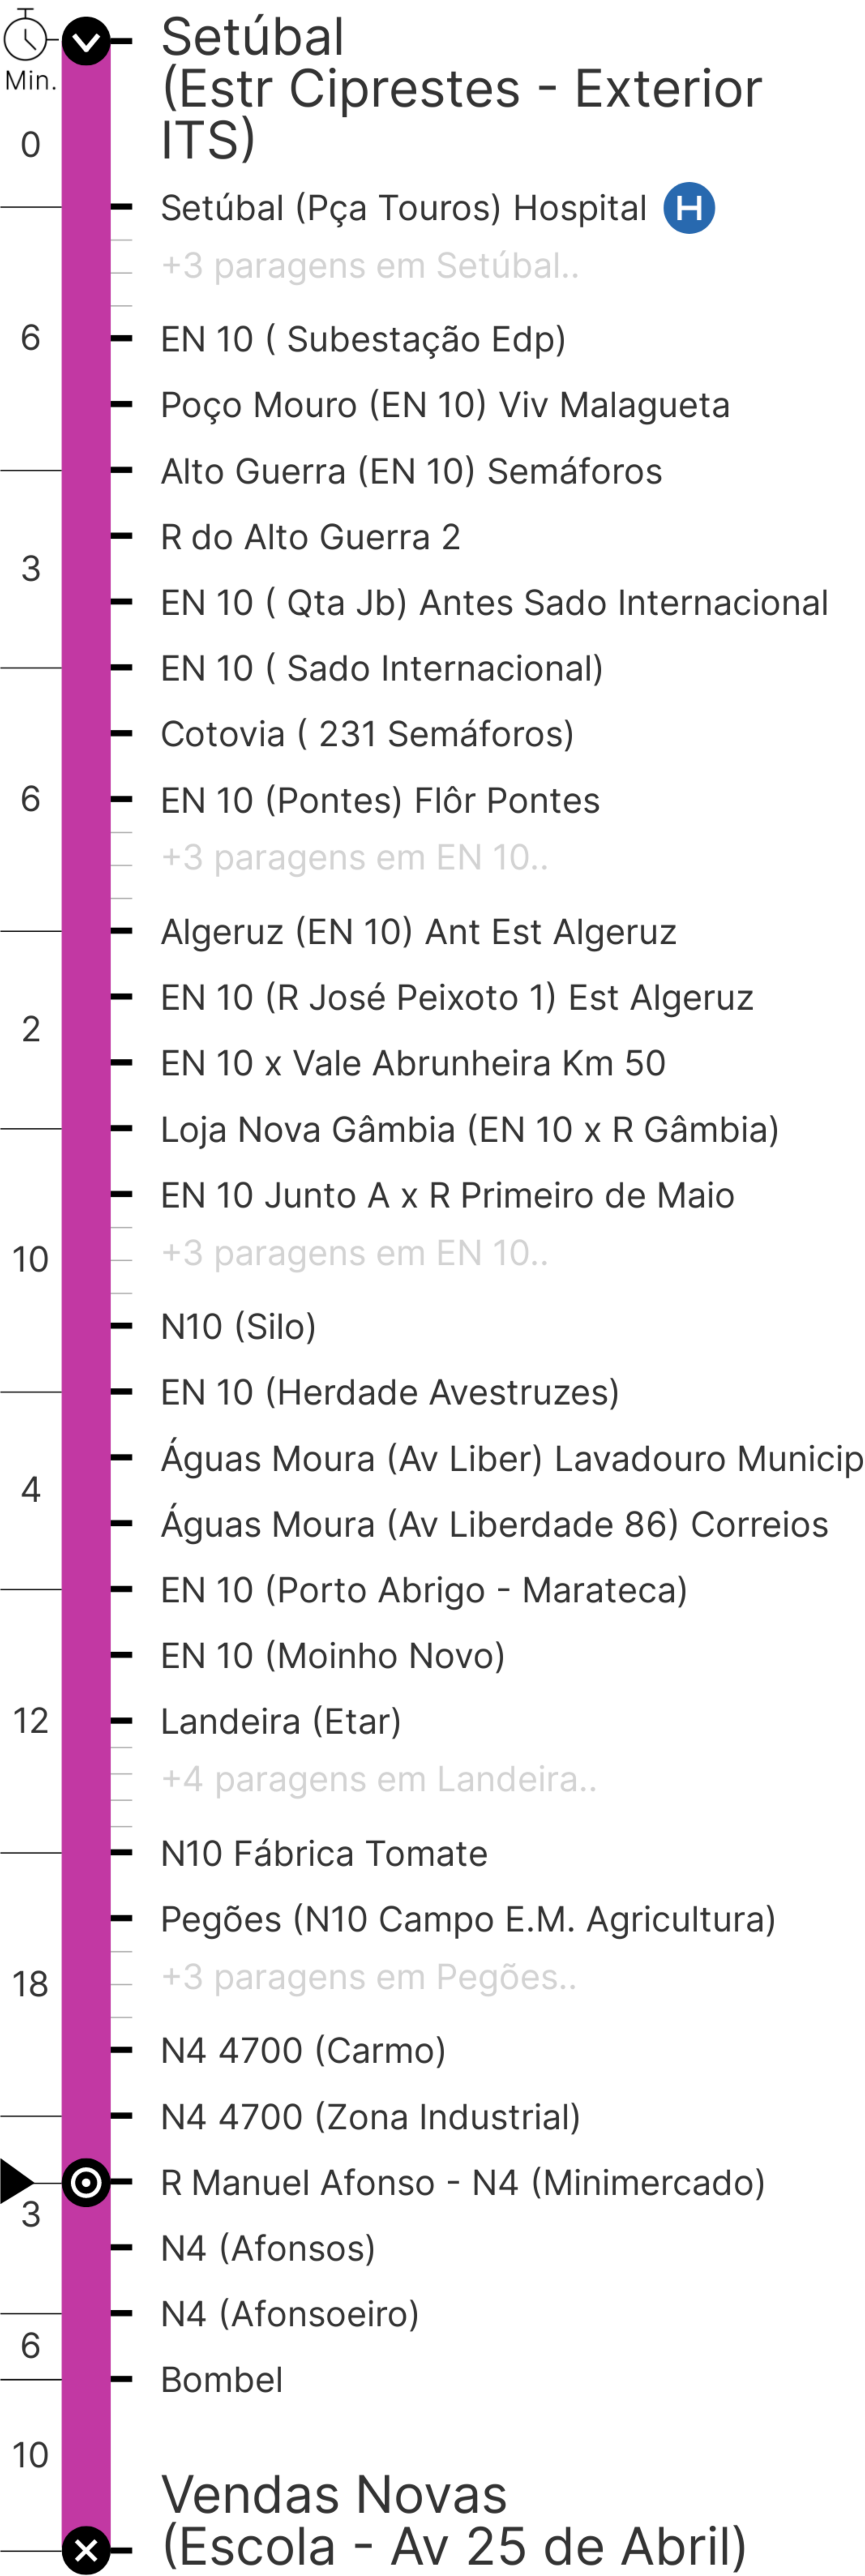 Setúbal
(Estr Ciprestes - Exterior
ITS)
Min.
0
Setúbal (Pça Touros) Hospital H
+3 paragens em Setúbal..
6
EN 10 ( Subestação Edp)
Poço Mouro (EN 10) Viv Malagueta
Alto Guerra (EN 10) Semáforos
R do Alto Guerra 2
3
EN 10 ( Qta Jb) Antes Sado Internacional
EN 10 ( Sado Internacional)
Cotovia ( 231 Semáforos)
6
EN 10 (Pontes) Flôr Pontes
+3 paragens em EN 10..
Algeruz (EN 10) Ant Est Algeruz
EN 10 (R José Peixoto 1) Est Algeruz
2
EN 10 x Vale Abrunheira Km 50
Loja Nova Gâmbia (EN 10 x R Gâmbia)
EN 10 Junto A x R Primeiro de Maio
10
+3 paragens em EN 10..
N10 (Silo)
EN 10 (Herdade Avestruzes)
Águas Moura (Av Liber) Lavadouro Municip
4
Águas Moura (Av Liberdade 86) Correios
EN 10 (Porto Abrigo - Marateca)
EN 10 (Moinho Novo)
12
Landeira (Etar)
+4 paragens em Landeira..
N10 Fábrica Tomate
Pegões (N10 Campo E.M. Agricultura)
18
+3 paragens em Pegões..
N4 4700 (Carmo)
N4 4700 (Zona Industrial)
R Manuel Afonso - N4 (Minimercado)
3
N4 (Afonsos)
N4 (Afonsoeiro)
6
Bombel
10
Vendas Novas
(Escola - Av 25 de Abril)